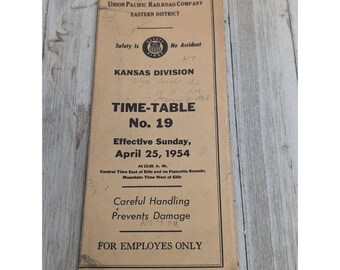 UNION PACIFIC RAILROAD COMPANY
EASTERN DISTRICT
Safety Is No Accident
KANSAS DIVISION
TIME-TABLE
No. 19
Effective Sunday,
April 25, 1954
At 12:01 A. M.
Central Time East of Ellis and on Plainville Branch;
Mountain Time West of Ellis
Careful Handling
Prevents Damage
FOR EMPLOYES ONLY